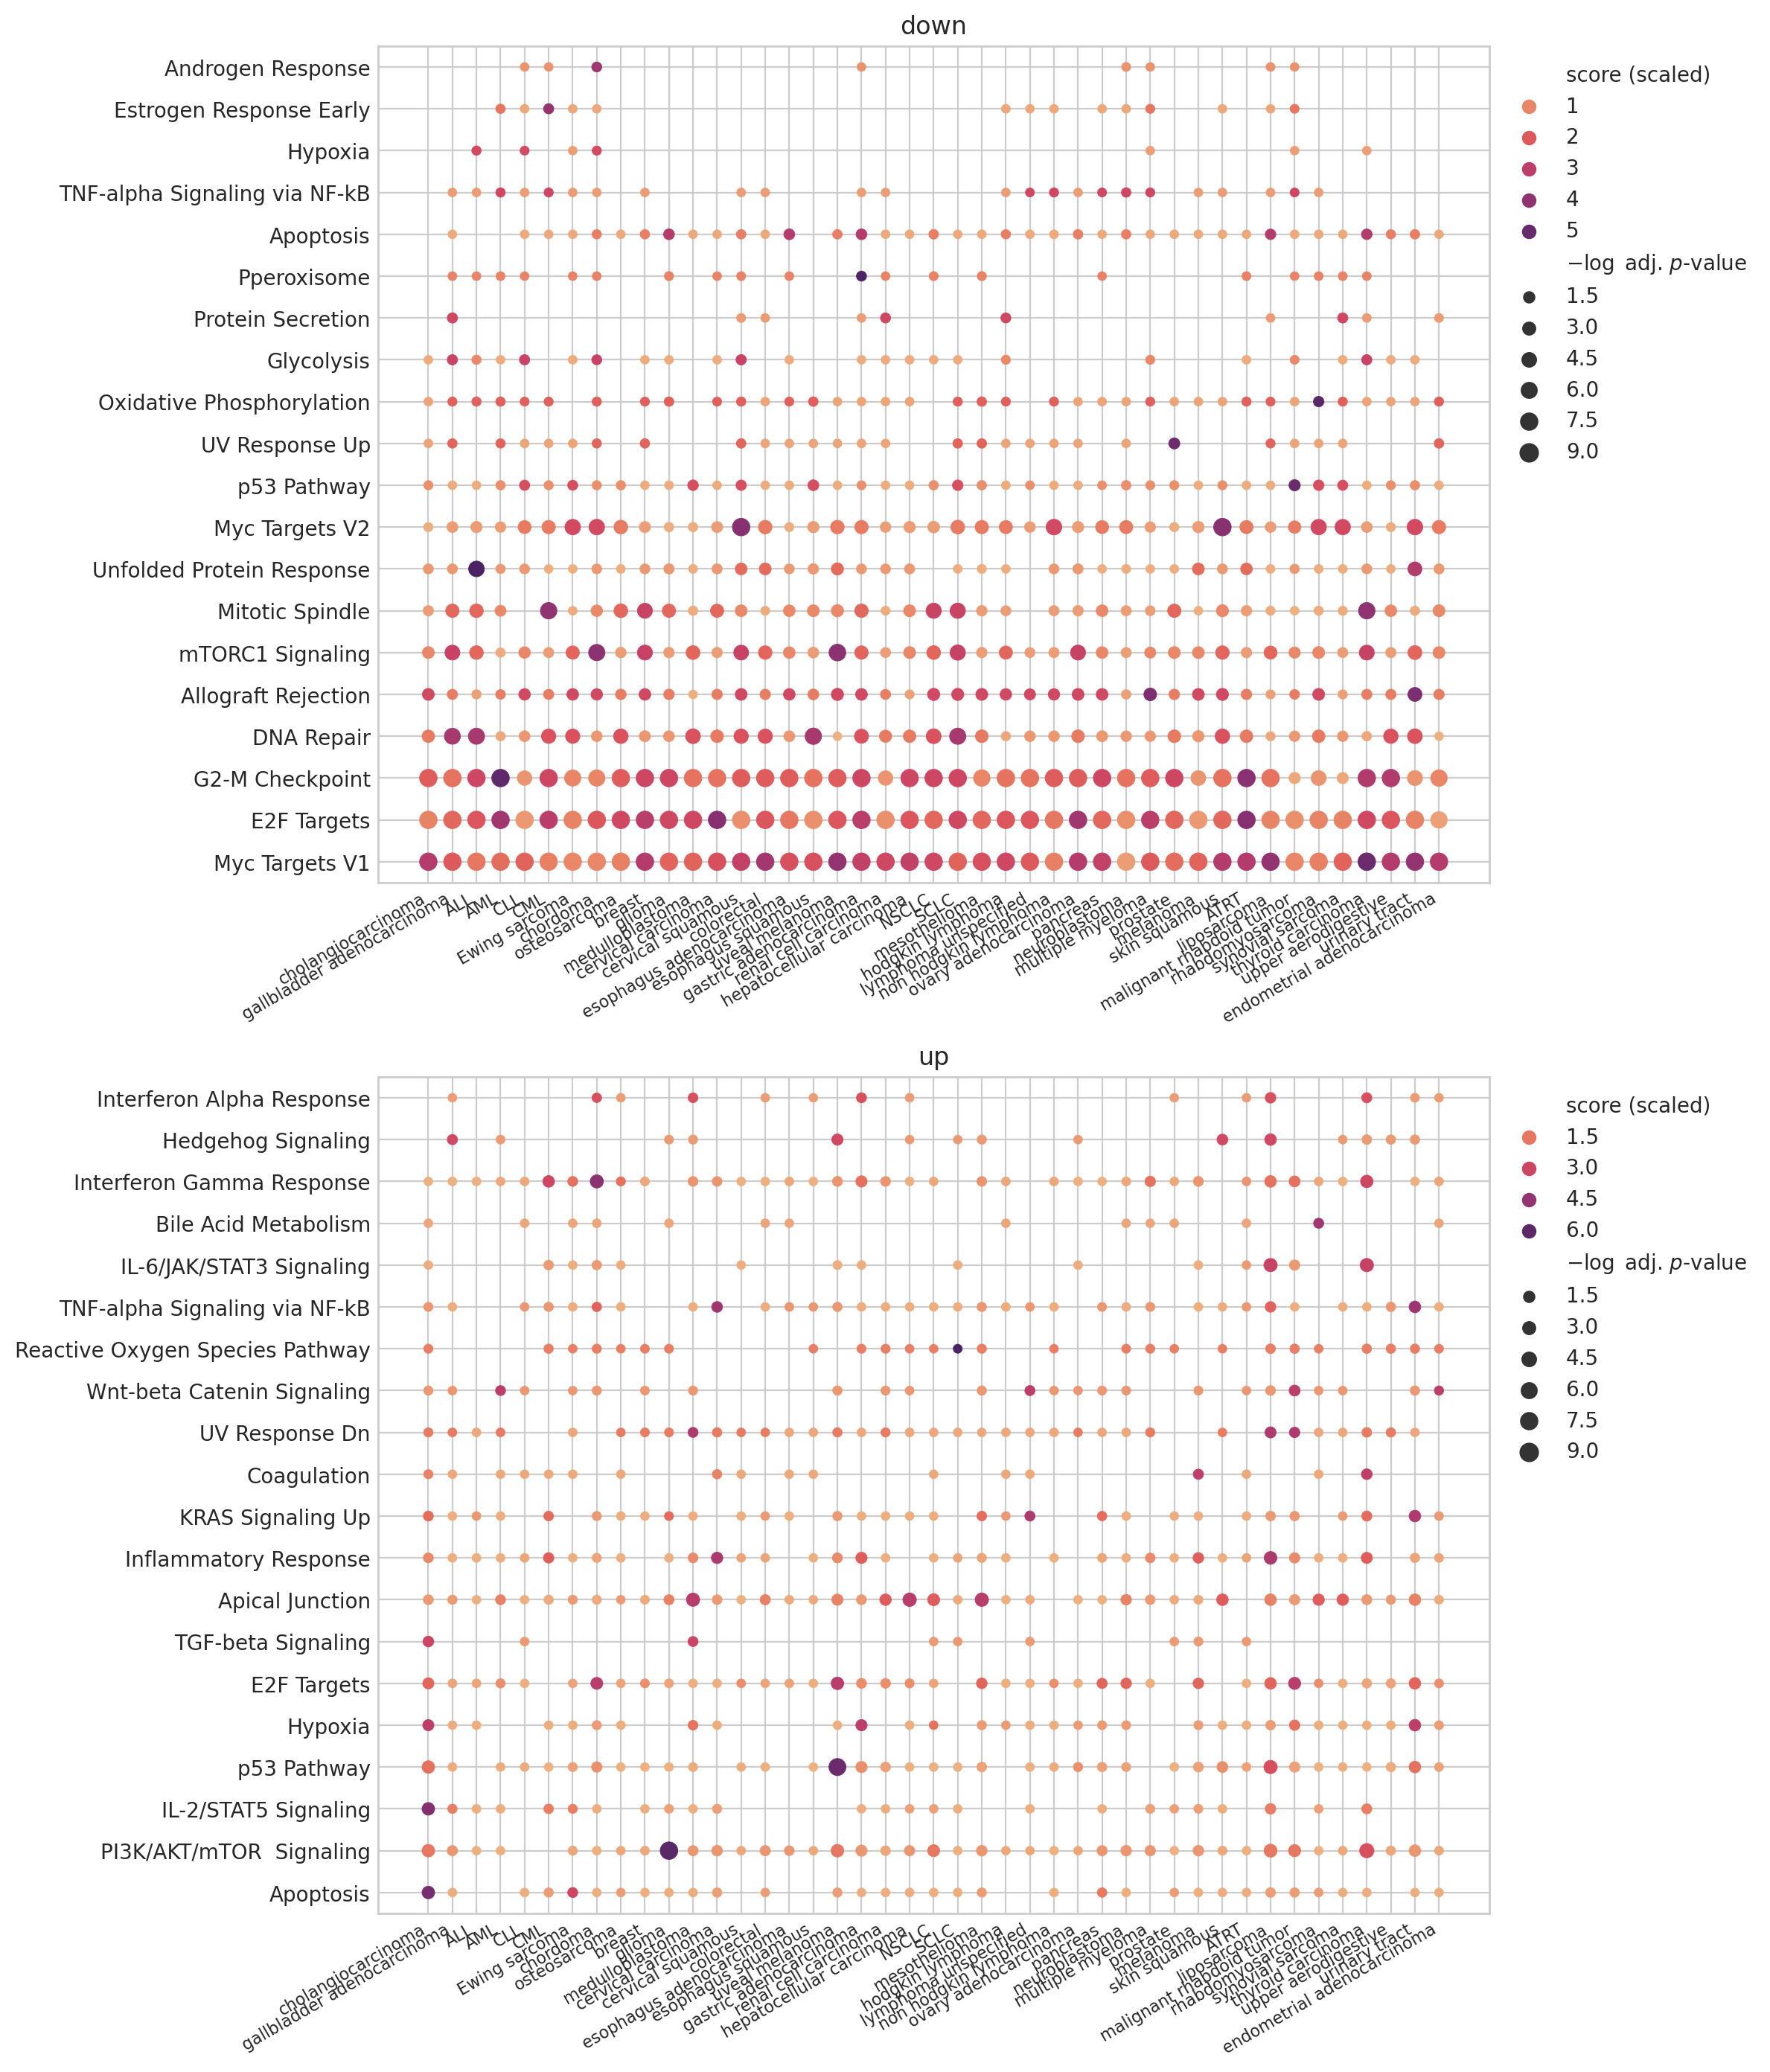 down
Androgen Response
Estrogen Response Early
Hypoxia
TNF-alpha Signaling via NF-kB
Apoptosis
Pperoxisome
Protein Secretion
Glycolysis
Oxidative Phosphorylation
UV Response Up
p53 Pathway
Myc Targets V2
Unfolded Protein Response
Mitotic Spindle
mTORC1 Signaling
Allograft Rejection
DNA Repair
G2-M Checkpoint
E2F Targets
Myc Targets V1
cholangiocarcinoma
gallbladder adenocarcinoma
ALL
AML
CLL
CML
Ewing sarcoma
chordoma
osteosarcoma
breast
glioma
medulloblastoma
cervical carcinoma
cervical squamous
colorectal
esophagus adenocarcinoma
esophagus squamous
uveal melanoma
gastric adenocarcinoma
renal cell carcinoma
hepatocellular carcinoma
NSCLC
SCLC
mesothelioma
hodgkin lymphoma
lymphoma unspecified
non hodgkin lymphoma
ovary adenocarcinoma
pancreas
neuroblastoma
multiple myeloma
prostate
melanoma
skin squamous
ATRT
liposarcoma
malignant rhabdoid tumor
rhabdomyosarcoma
synovial sarcoma
thyroid carcinoma
upper aerodigestive
urinary tract
endometrial adenocarcinoma
score (scaled)
1
2
3
4
5
−log adj. p-value
1.5
3.0
4.5
6.0
7.5
9.0
up
Interferon Alpha Response
Hedgehog Signaling
Interferon Gamma Response
Bile Acid Metabolism
IL-6/JAK/STAT3 Signaling
TNF-alpha Signaling via NF-kB
Reactive Oxygen Species Pathway
Wnt-beta Catenin Signaling
UV Response Dn
Coagulation
KRAS Signaling Up
Inflammatory Response
Apical Junction
TGF-beta Signaling
E2F Targets
Hypoxia
p53 Pathway
IL-2/STAT5 Signaling
PI3K/AKT/mTOR  Signaling
Apoptosis
cholangiocarcinoma
gallbladder adenocarcinoma
ALL
AML
CLL
CML
Ewing sarcoma
chordoma
osteosarcoma
breast
glioma
medulloblastoma
cervical carcinoma
cervical squamous
colorectal
esophagus adenocarcinoma
esophagus squamous
uveal melanoma
gastric adenocarcinoma
renal cell carcinoma
hepatocellular carcinoma
NSCLC
SCLC
mesothelioma
hodgkin lymphoma
lymphoma unspecified
non hodgkin lymphoma
ovary adenocarcinoma
pancreas
neuroblastoma
multiple myeloma
prostate
melanoma
skin squamous
ATRT
liposarcoma
malignant rhabdoid tumor
rhabdomyosarcoma
synovial sarcoma
thyroid carcinoma
upper aerodigestive
urinary tract
endometrial adenocarcinoma
score (scaled)
1.5
3.0
4.5
6.0
−log adj. p-value
1.5
3.0
4.5
6.0
7.5
9.0